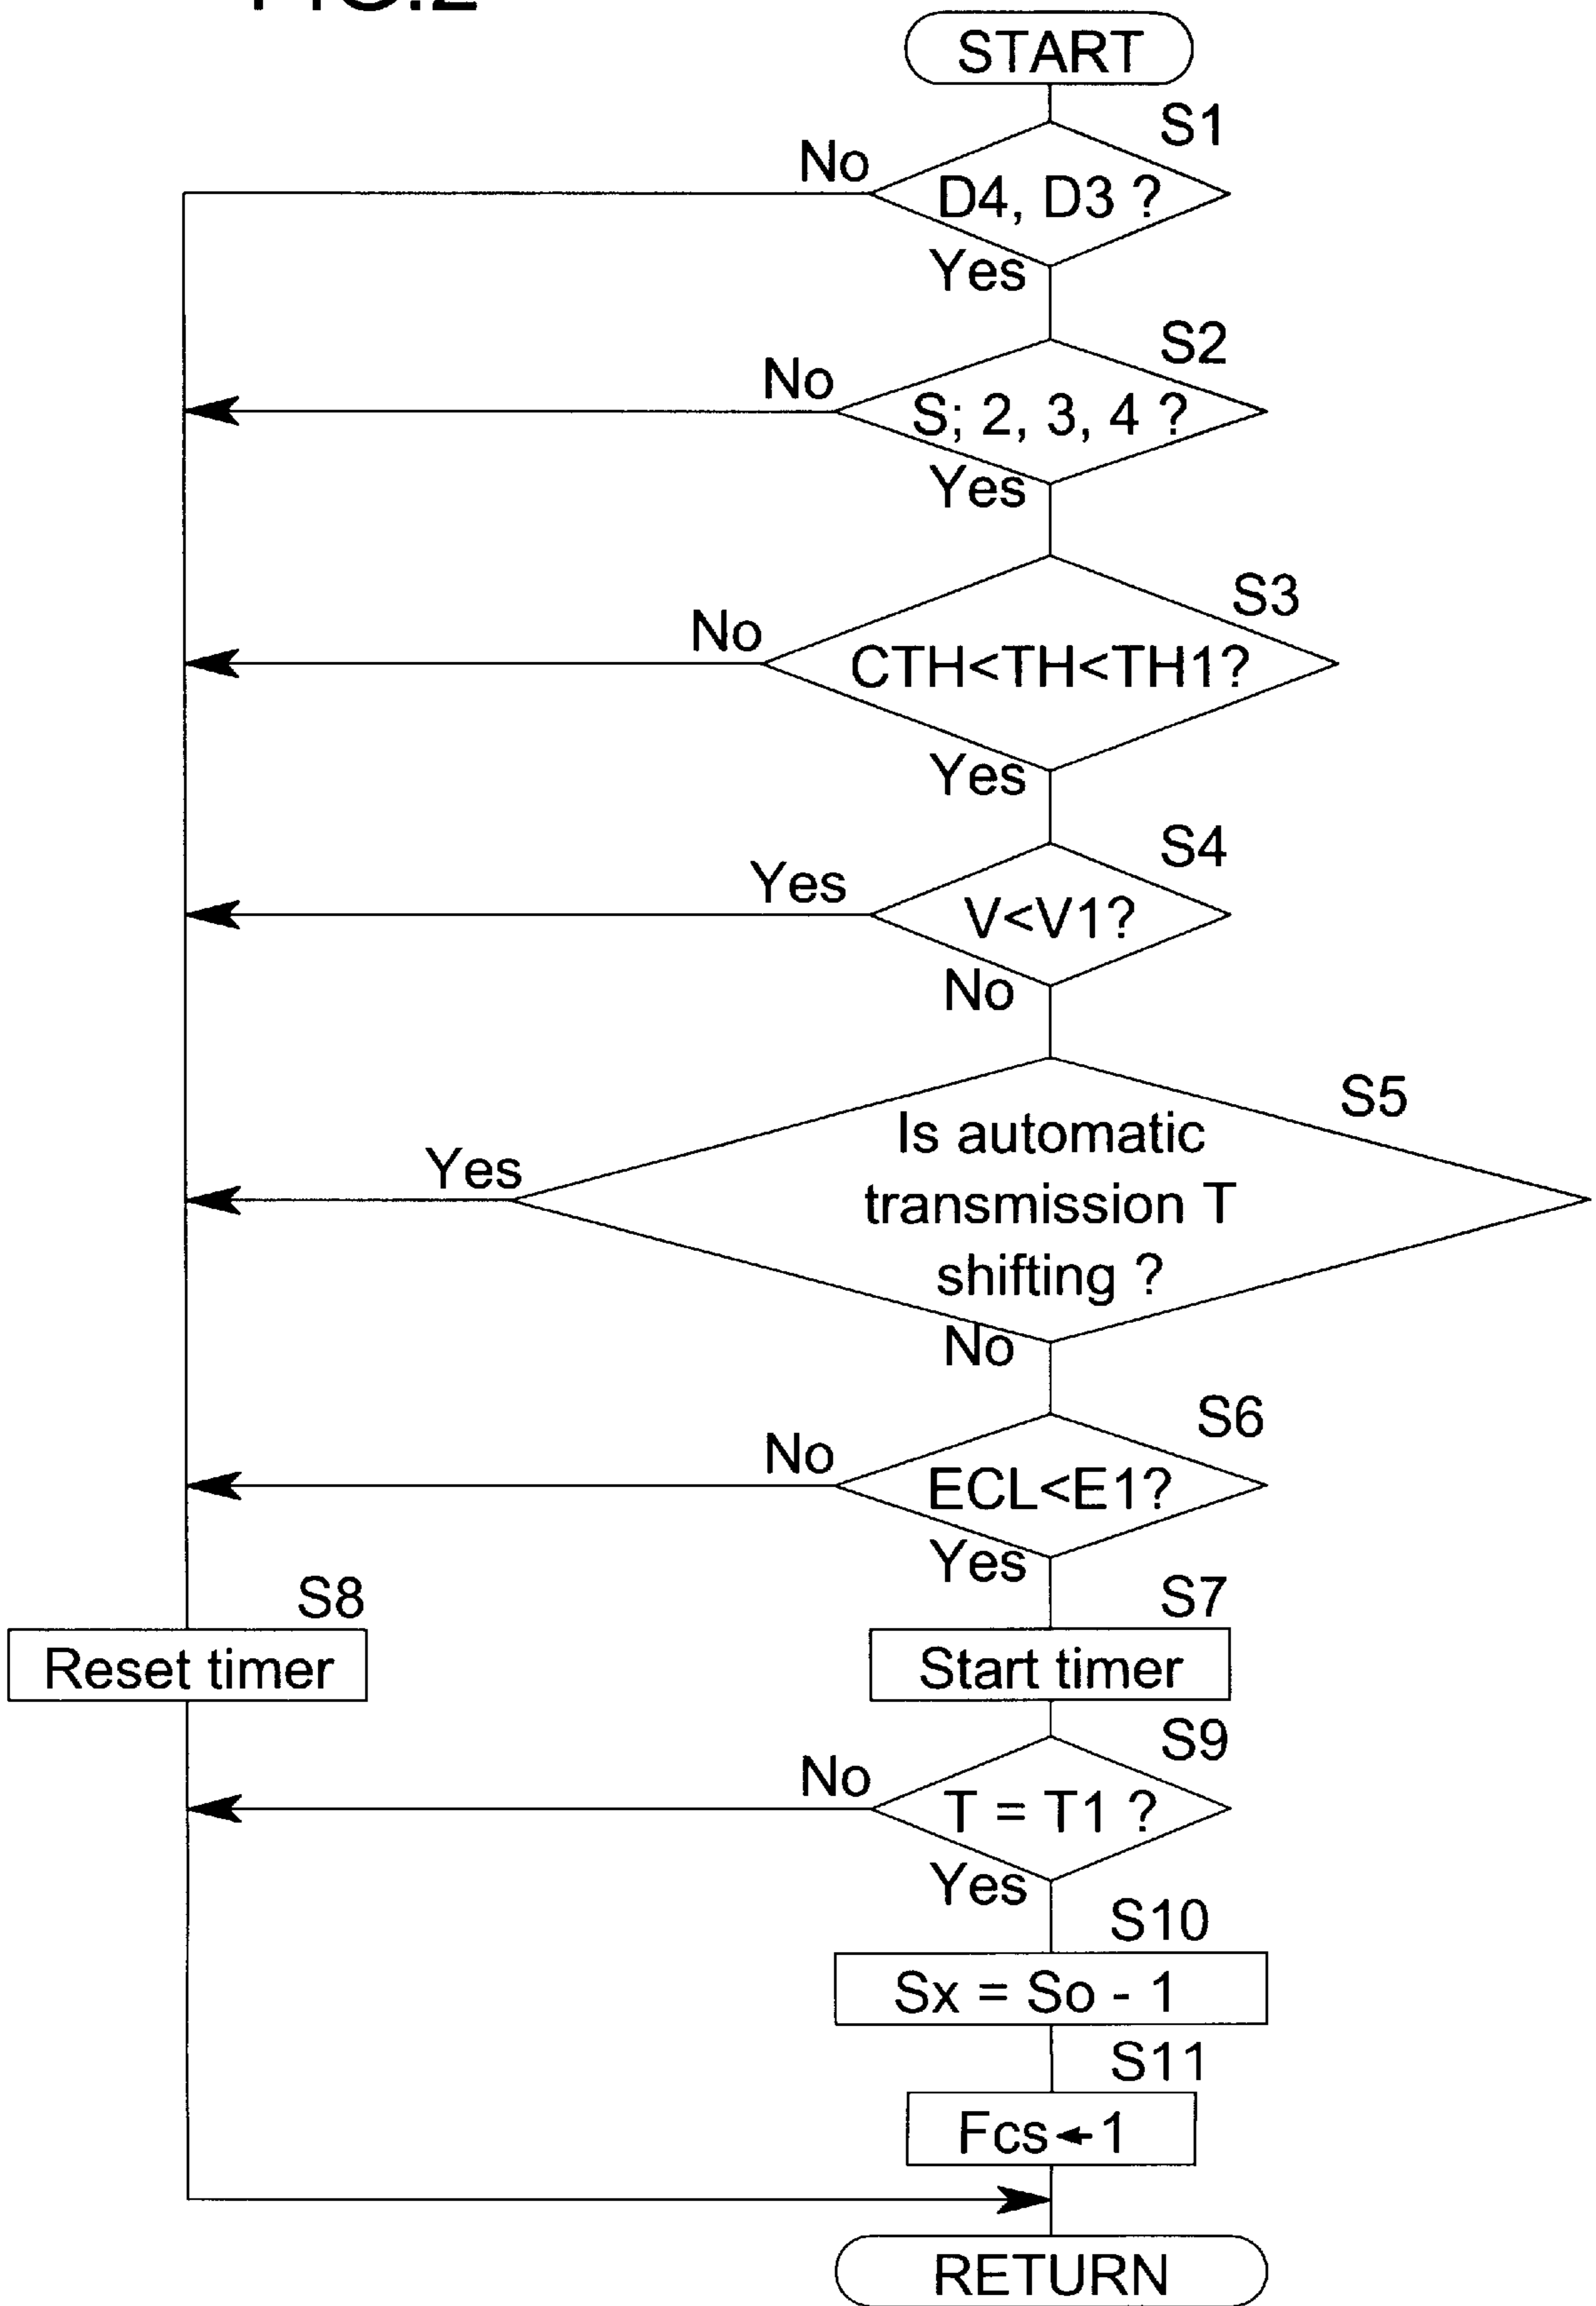 FIG.2
START
S1
No
D4, D3 ?
Yes
S2
No
S; 2, 3, 4 ?
Yes
S3
No
CTH<TH<TH1?
Yes
S4
Yes
V<V1?
No
S5
Is automatic
Yes
transmission T
shifting ?
No
S6
No
ECL<E1?
Yes
S8
S7
Reset timer
Start timer
S9
No
T = T1 ?
Yes
S10
Sx = So - 1
S11
Fcs←1
RETURN